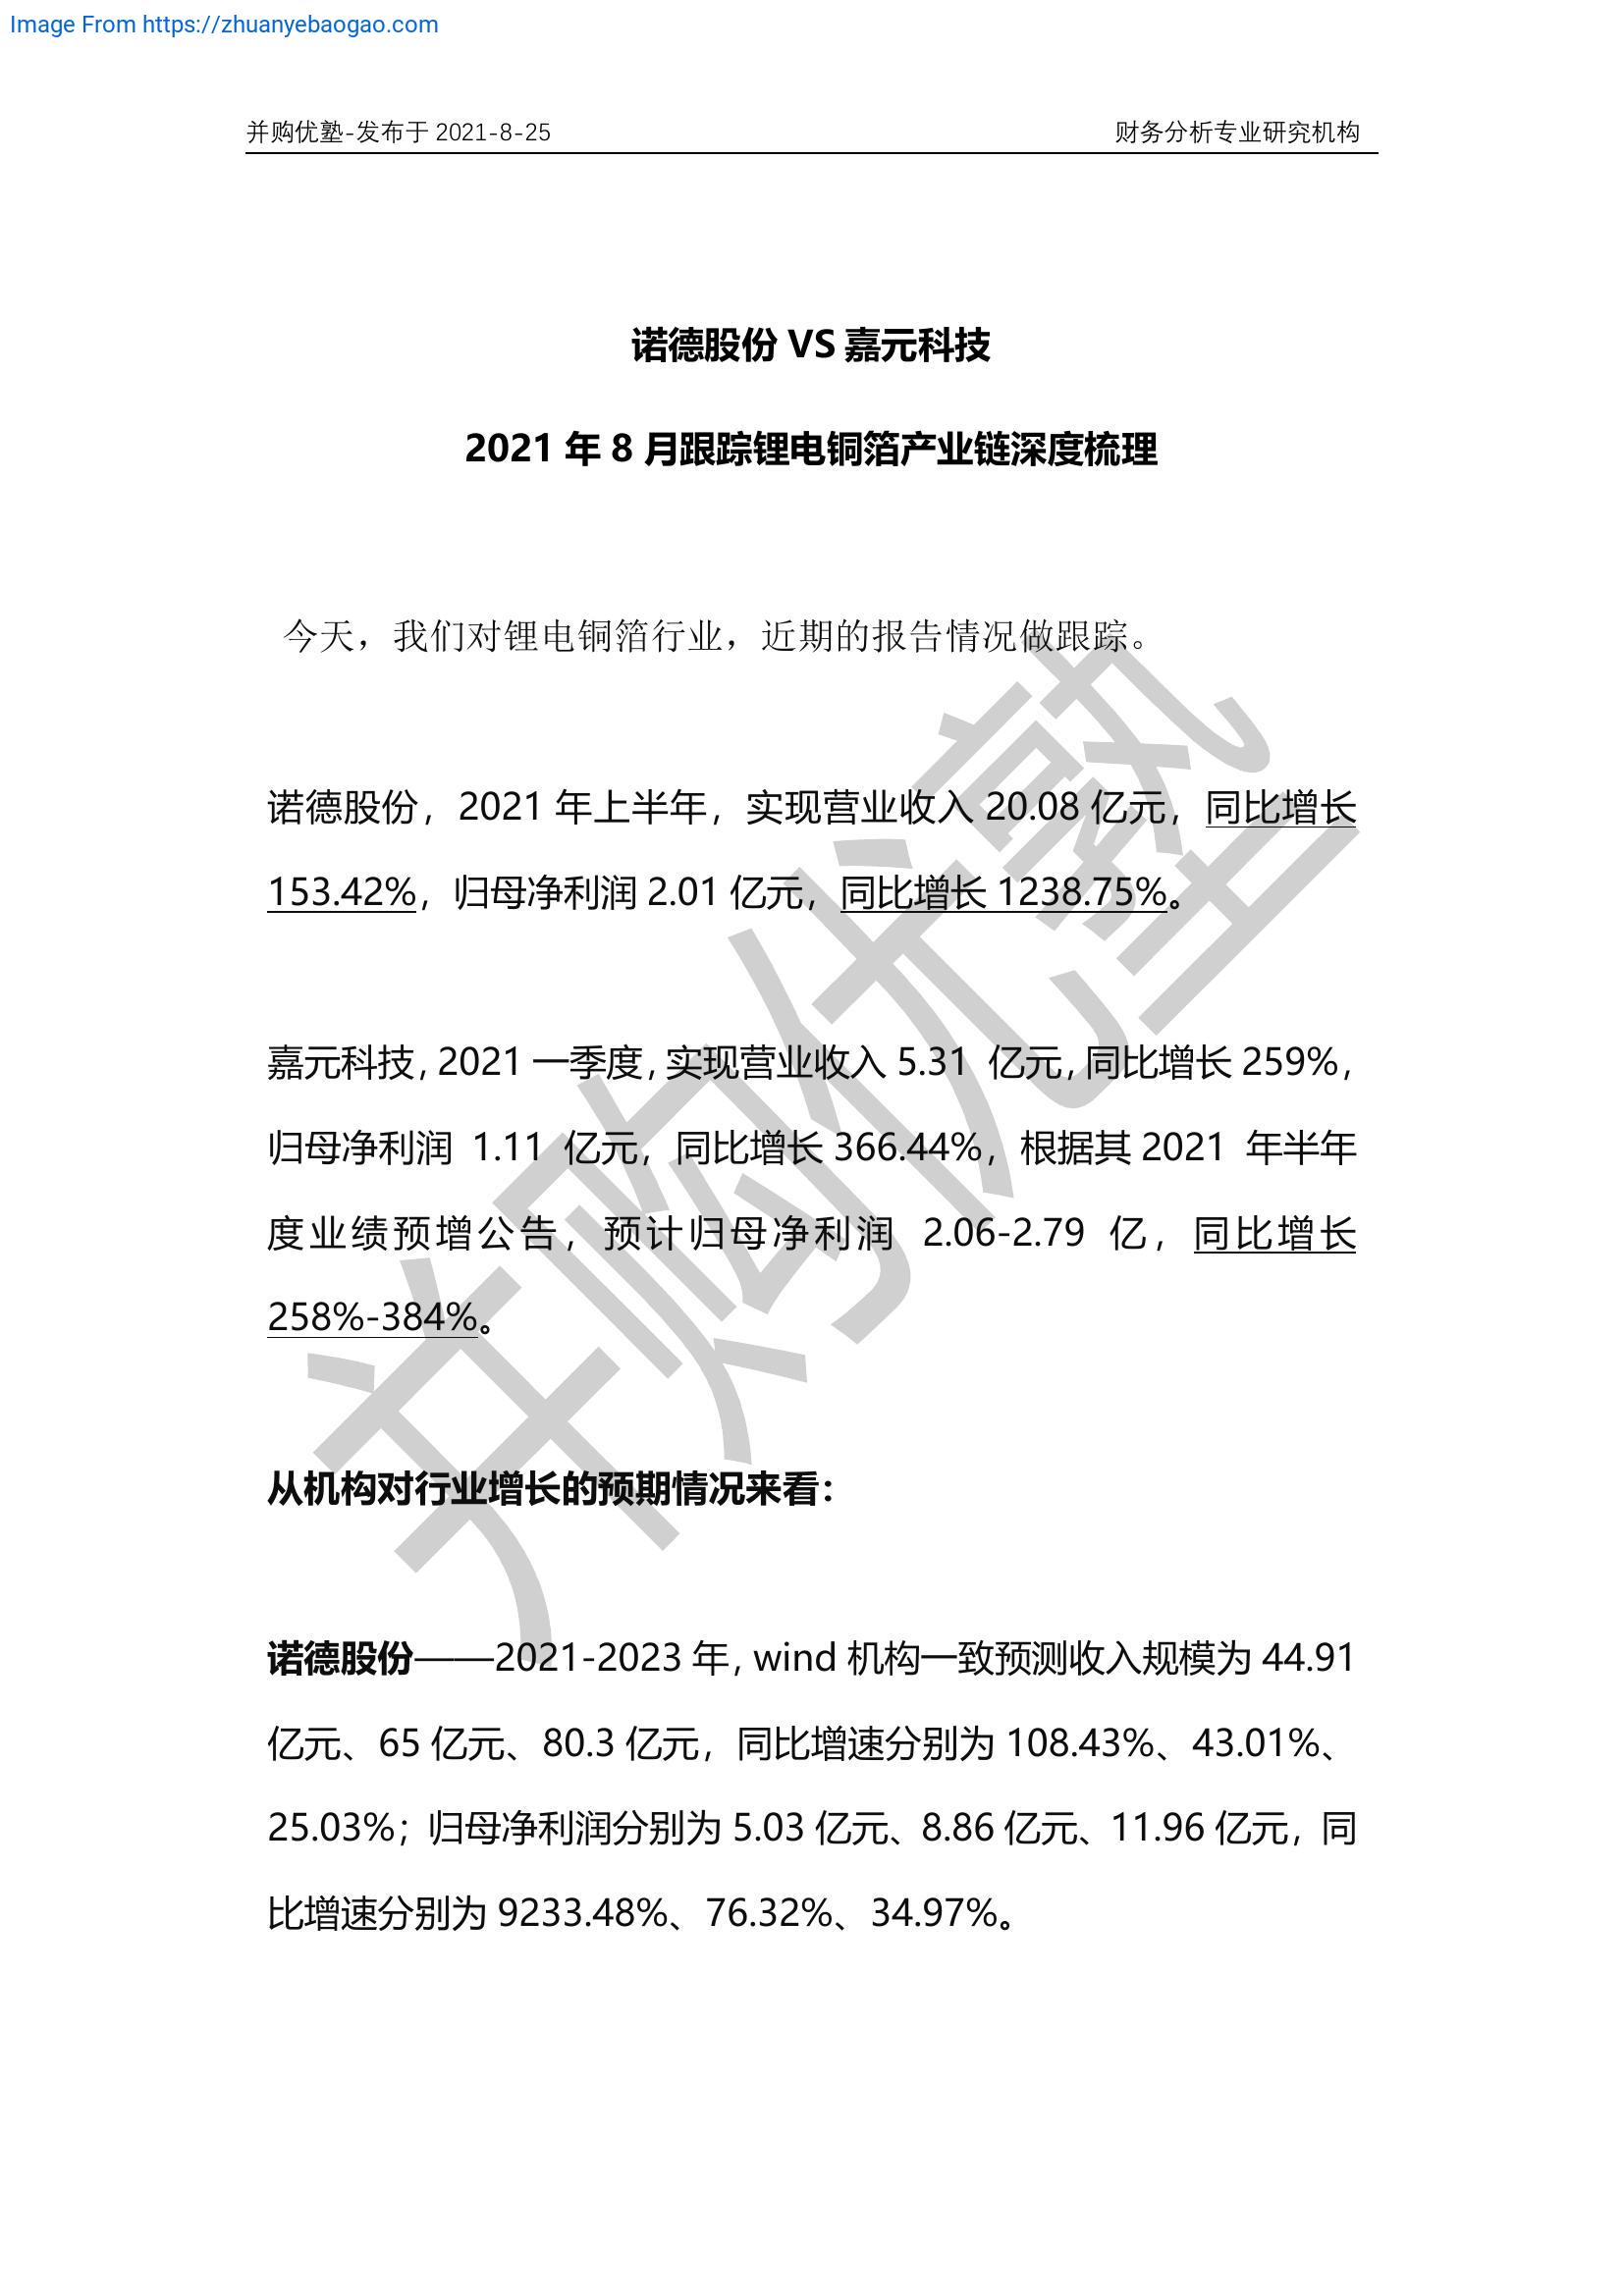 Image From https://zhuanyebaogao.com
并购优塾-发布于 2021-8-25 财务分析专业研究机构
诺德股份 VS 嘉元科技
2021 年 8 月跟踪锂电铜箔产业链深度梳理
今天，我们对锂电铜箔行业，近期的报告情况做跟踪。
诺德股份，2021 年上半年，实现营业收入 20.08 亿元，同比增长
153.42%，归母净利润 2.01 亿元，同比增长 1238.75%。
嘉元科技，2021 一季度，实现营业收入 5.31 亿元，同比增长 259%，
归母净利润 1.11 亿元，同比增长 366.44%，根据其 2021 年半年
度业绩预增公告，预计归母净利润 2.06-2.79 亿，同比增长
258%-384%。
从机构对行业增长的预期情况来看：
诺德股份——2021-2023 年，wind 机构一致预测收入规模为 44.91
亿元、65 亿元、80.3 亿元，同比增速分别为 108.43%、43.01%、
25.03%；归母净利润分别为 5.03 亿元、8.86 亿元、11.96 亿元，同
比增速分别为 9233.48%、76.32%、34.97%。
并购优塾